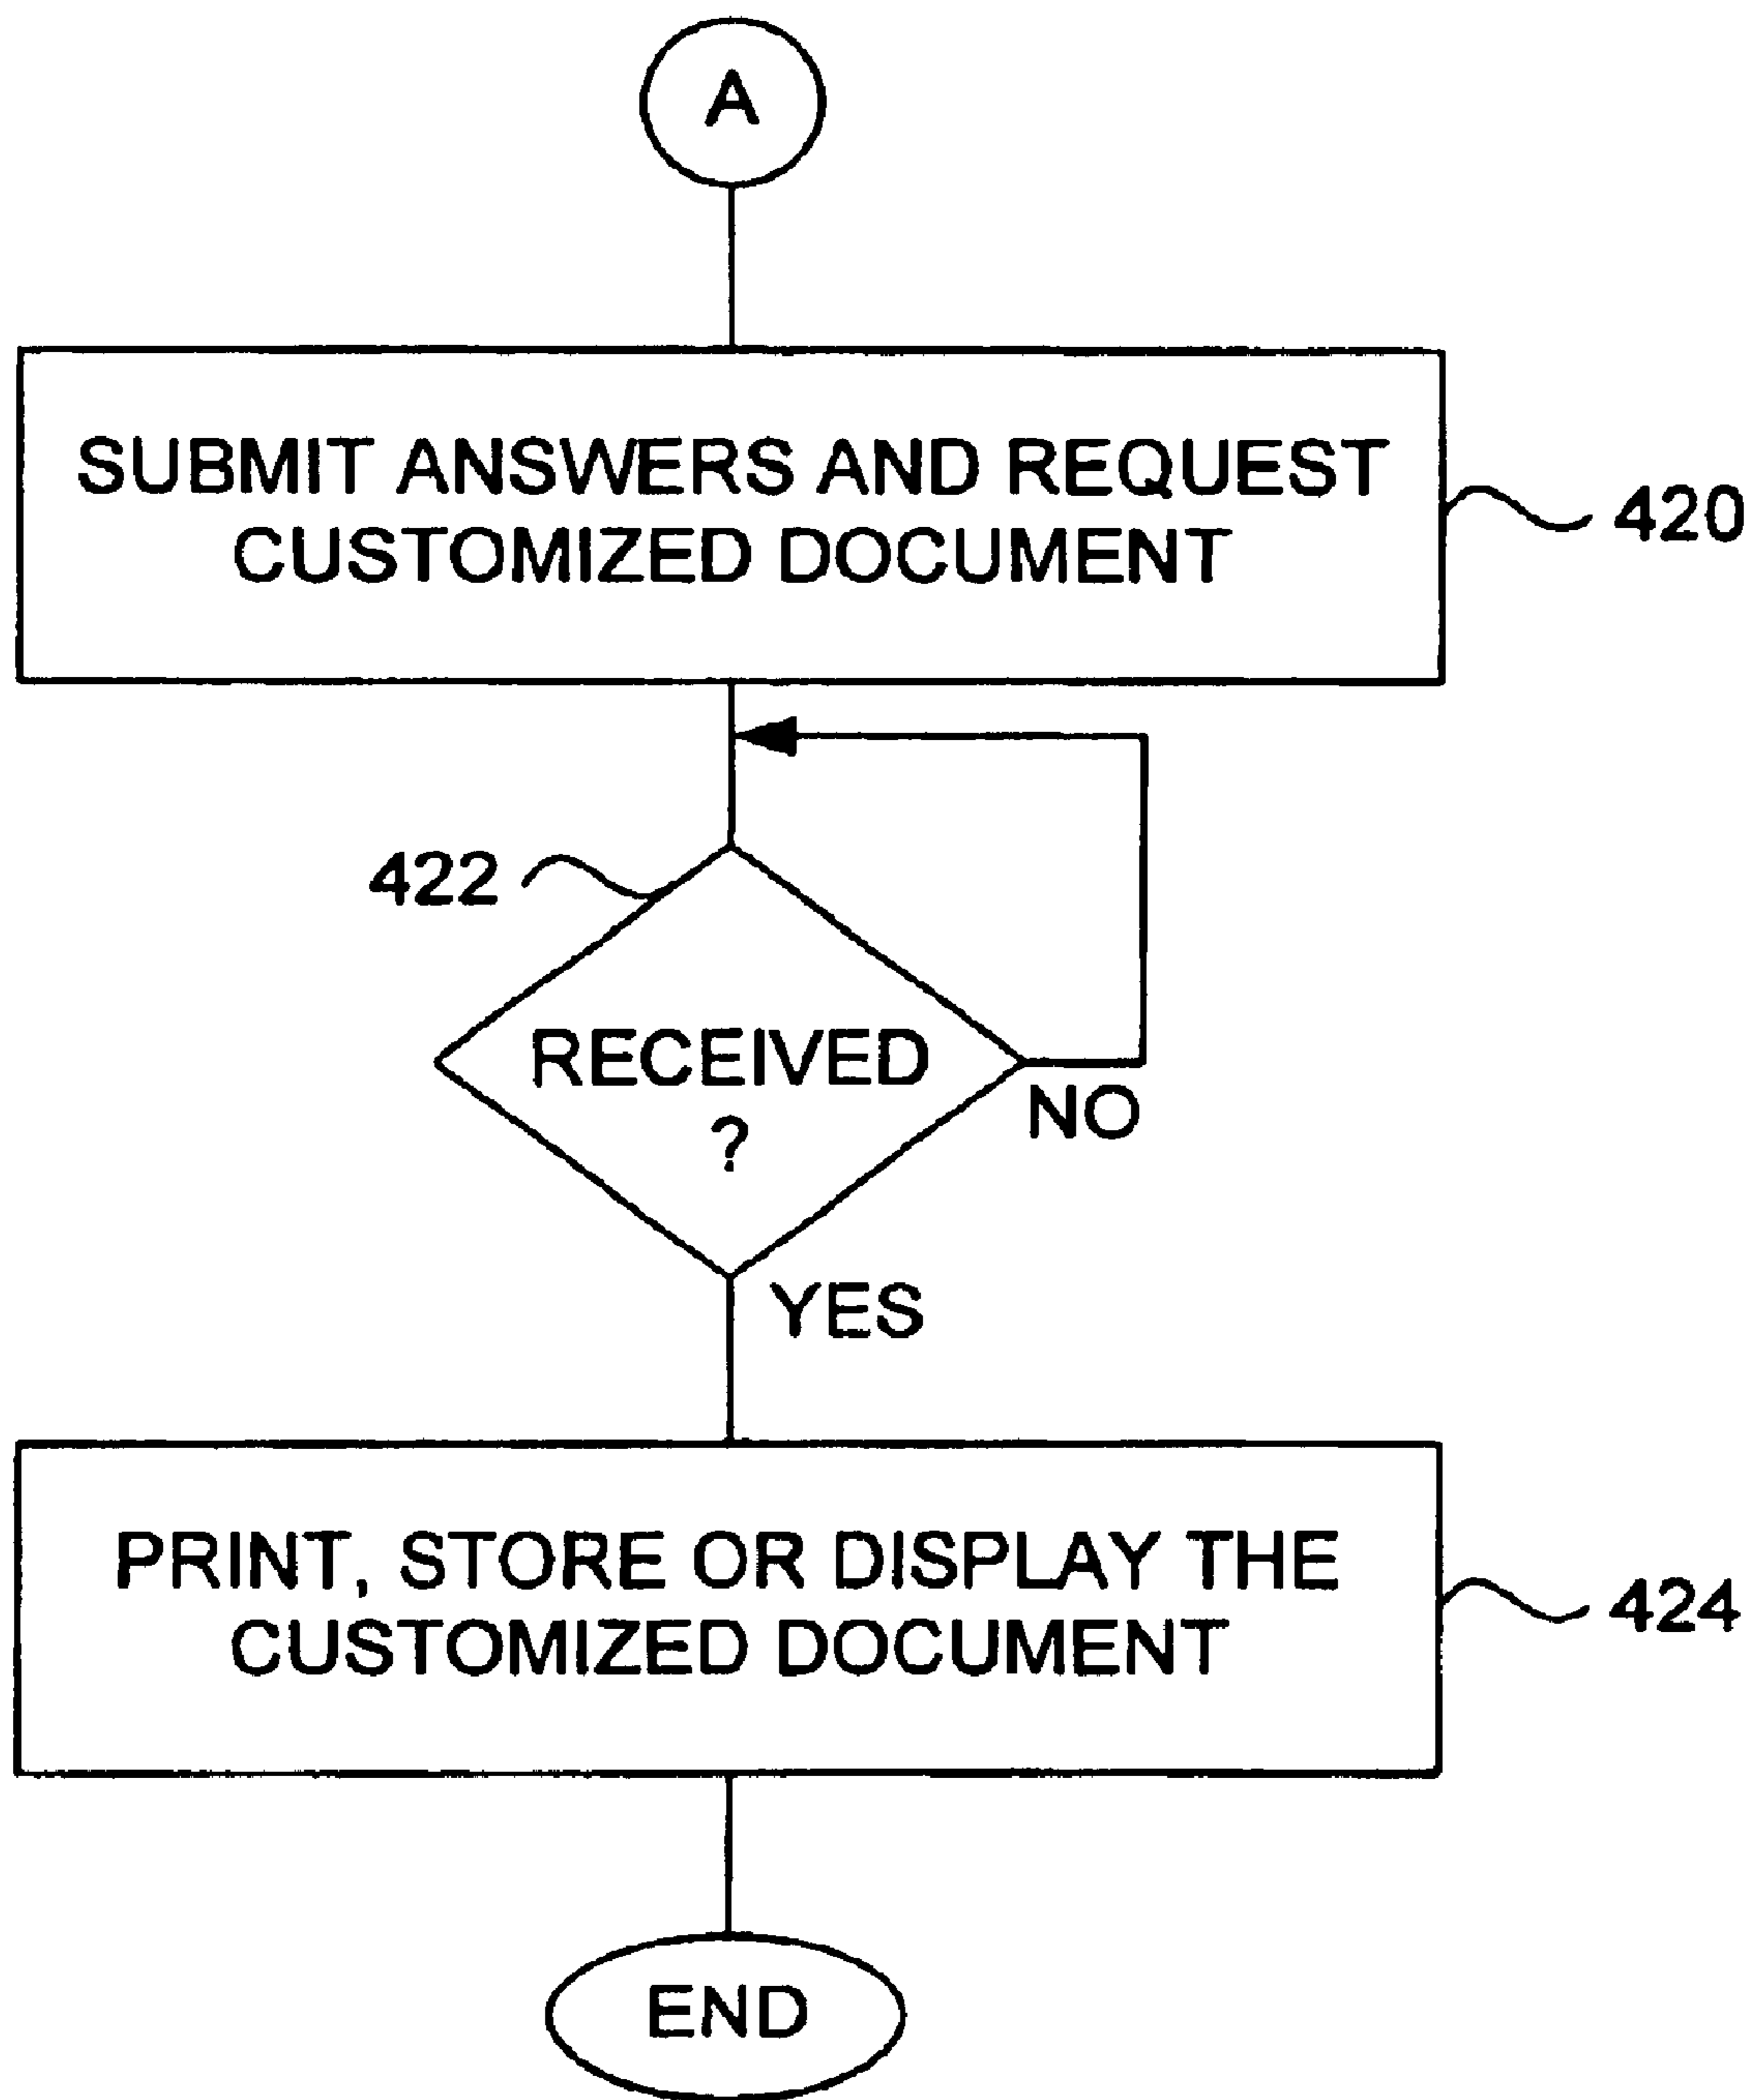 A
SUBMIT ANSWERS AND REQUEST
CUSTOMIZED DOCUMENT
420
422
RECEIVED
?
NO
YES
PRINT, STORE OR DISPLAY THE
CUSTOMIZED DOCUMENT
424
END